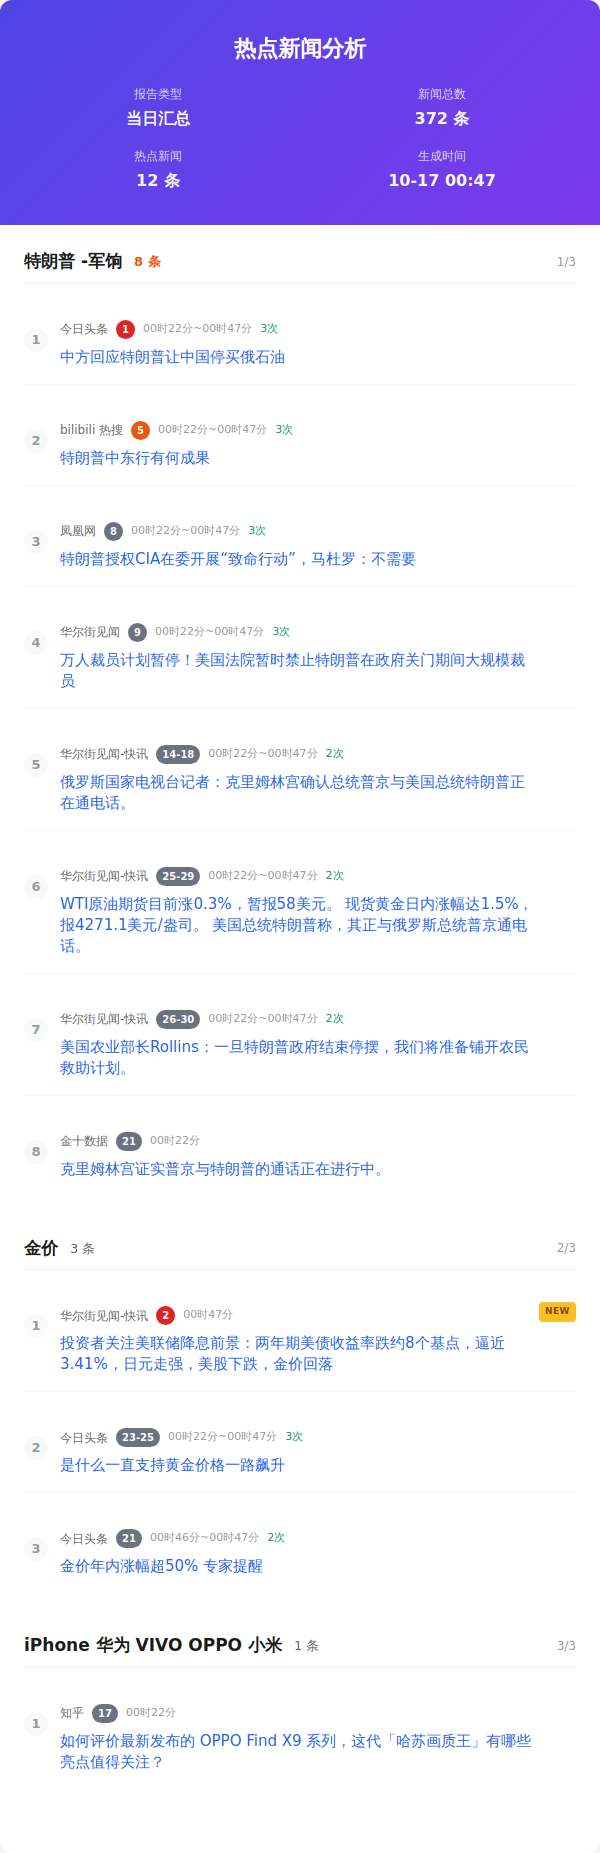 热点新闻分析
报告类型
新闻总数
当日汇总
372 条
热点新闻
生成时间
12 条
10-17 00:47
特朗普 -军饷 8 条 1/3
1
今日头条 1 00时22分~00时47分 3次
中方回应特朗普让中国停买俄石油
2
bilibili 热搜 5 00时22分~00时47分 3次
特朗普中东行有何成果
3
凤凰网 8 00时22分~00时47分 3次
特朗普授权CIA在委开展“致命行动”，马杜罗：不需要
4
华尔街见闻 9 00时22分~00时47分 3次
万人裁员计划暂停！美国法院暂时禁止特朗普在政府关门期间大规模裁
员
5
华尔街见闻-快讯 14-18 00时22分~00时47分 2次
俄罗斯国家电视台记者：克里姆林宫确认总统普京与美国总统特朗普正
在通电话。
6
华尔街见闻-快讯 25-29 00时22分~00时47分 2次
WTI原油期货目前涨0.3%，暂报58美元。 现货黄金日内涨幅达1.5%，
报4271.1美元/盎司。 美国总统特朗普称，其正与俄罗斯总统普京通电
话。
7
华尔街见闻-快讯 26-30 00时22分~00时47分 2次
美国农业部长Rollins：一旦特朗普政府结束停摆，我们将准备铺开农民
救助计划。
8
金十数据 21 00时22分
克里姆林宫证实普京与特朗普的通话正在进行中。
金价 3 条 2/3
1
华尔街见闻-快讯 2 00时47分 NEW
投资者关注美联储降息前景：两年期美债收益率跌约8个基点，逼近
3.41%，日元走强，美股下跌，金价回落
2
今日头条 23-25 00时22分~00时47分 3次
是什么一直支持黄金价格一路飙升
3
今日头条 21 00时46分~00时47分 2次
金价年内涨幅超50% 专家提醒
iPhone 华为 VIVO OPPO 小米 1 条 3/3
1
知乎 17 00时22分
如何评价最新发布的 OPPO Find X9 系列，这代「哈苏画质王」有哪些
亮点值得关注？